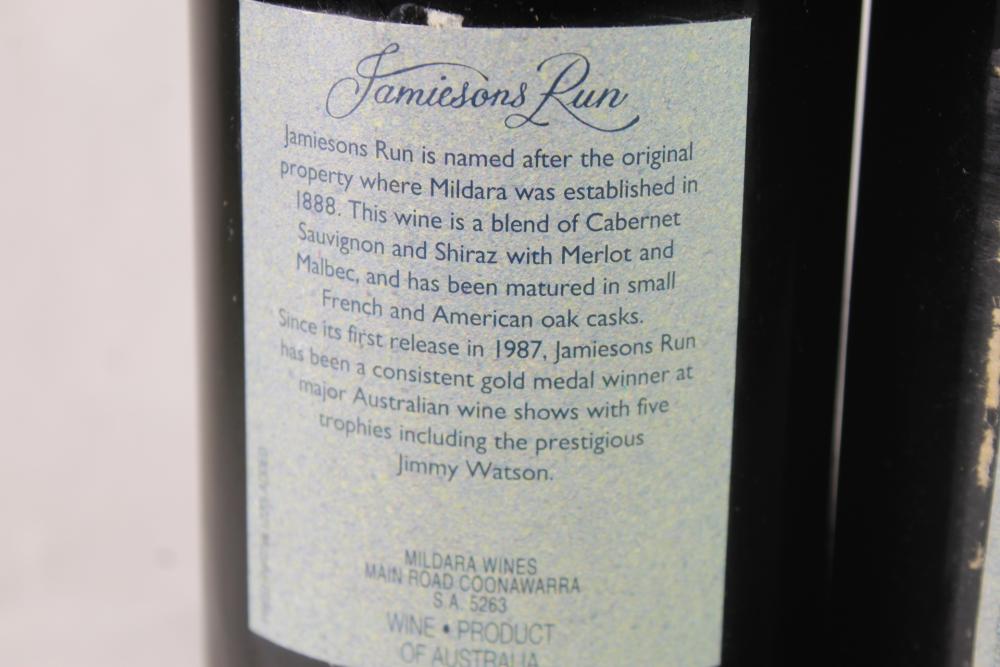 Jamiesons Run
Jamiesons Run is named after the original
property where Mildara was established in
1888. This wine is a blend of Cabernet
Sauvignon and Shiraz with Merlot and
Malbec, and has been matured in small
French and American oak casks.
Since its first release in 1987, Jamiesons Run
has been a consistent gold medal winner at
major Australian wine shows with five
trophies including the prestigious
Jimmy Watson.
MILDARA WINES
MAIN ROAD COONAWARRA
S.A. 5263
WINE • PRODUCT
OF AUSTRALIA